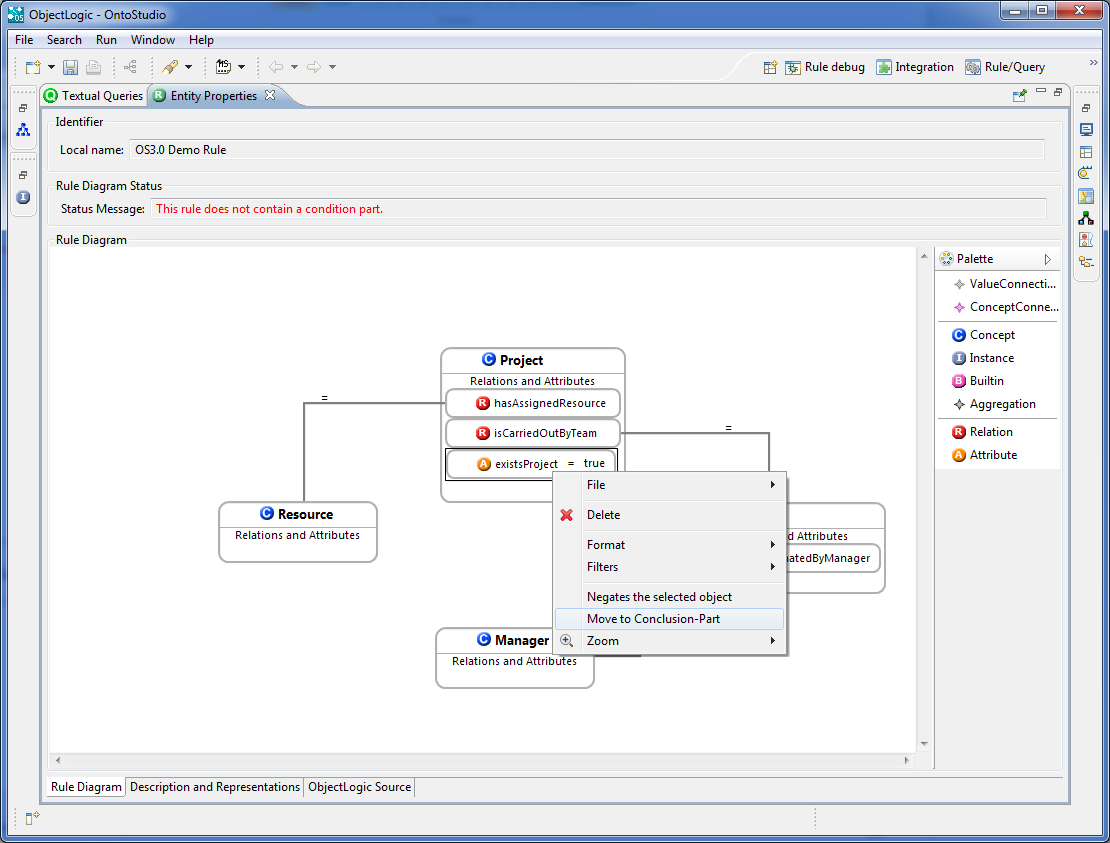 ObjectLogic - OntoStudio
File Search Run Window Help
Rule debug Integration Rule/Query »
Textual Queries Entity Properties
Identifier
Local name: OS3.0 Demo Rule
Rule Diagram Status
Status Message: This rule does not contain a condition part.
Rule Diagram
Palette
ValueConnecti...
ConceptConne...
Concept
Instance
Builtin
Aggregation
Relation
Attribute
Project
Relations and Attributes
hasAssignedResource
isCarriedOutByTeam
existsProject = true
=
=
Resource
Relations and Attributes
d Attributes
natedByManager
Manager
Relations and Attributes
File
Delete
Format
Filters
Negates the selected object
Move to Conclusion-Part
Zoom
Rule Diagram Description and Representations ObjectLogic Source